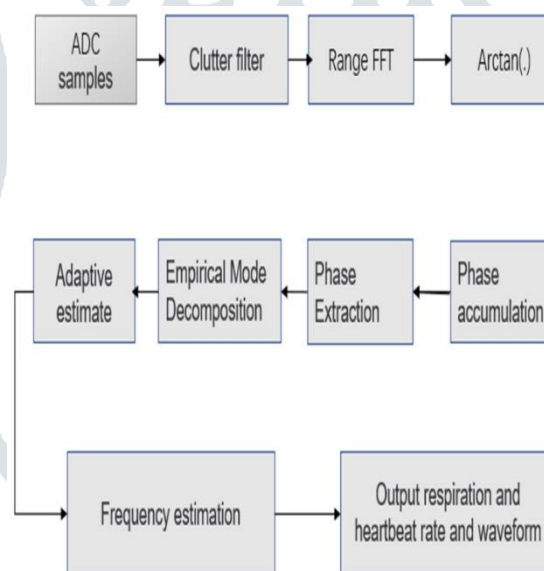 ADC
samples
Clutter filter
Range FFT
Arctan(.)
Adaptive
estimate
Empirical Mode
Decomposition
Phase
Extraction
Phase
accumulation
Frequency estimation
Output respiration and
heartbeat rate and waveform